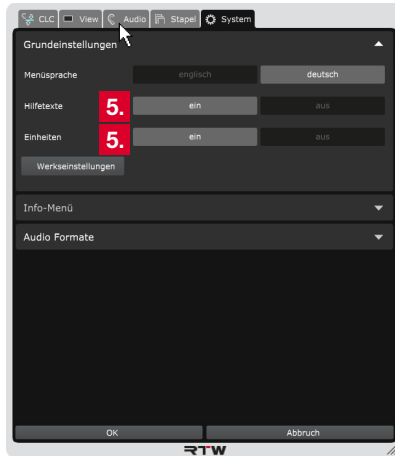 CLC View Audio Stapel System
Grundeinstellungen
Menüsprache englisch deutsch
Hilfetexte 5. ein aus
Einheiten 5. ein aus
Werkseinstellungen
Info-Menü
Audio Formate
OK Abbruch
RTW